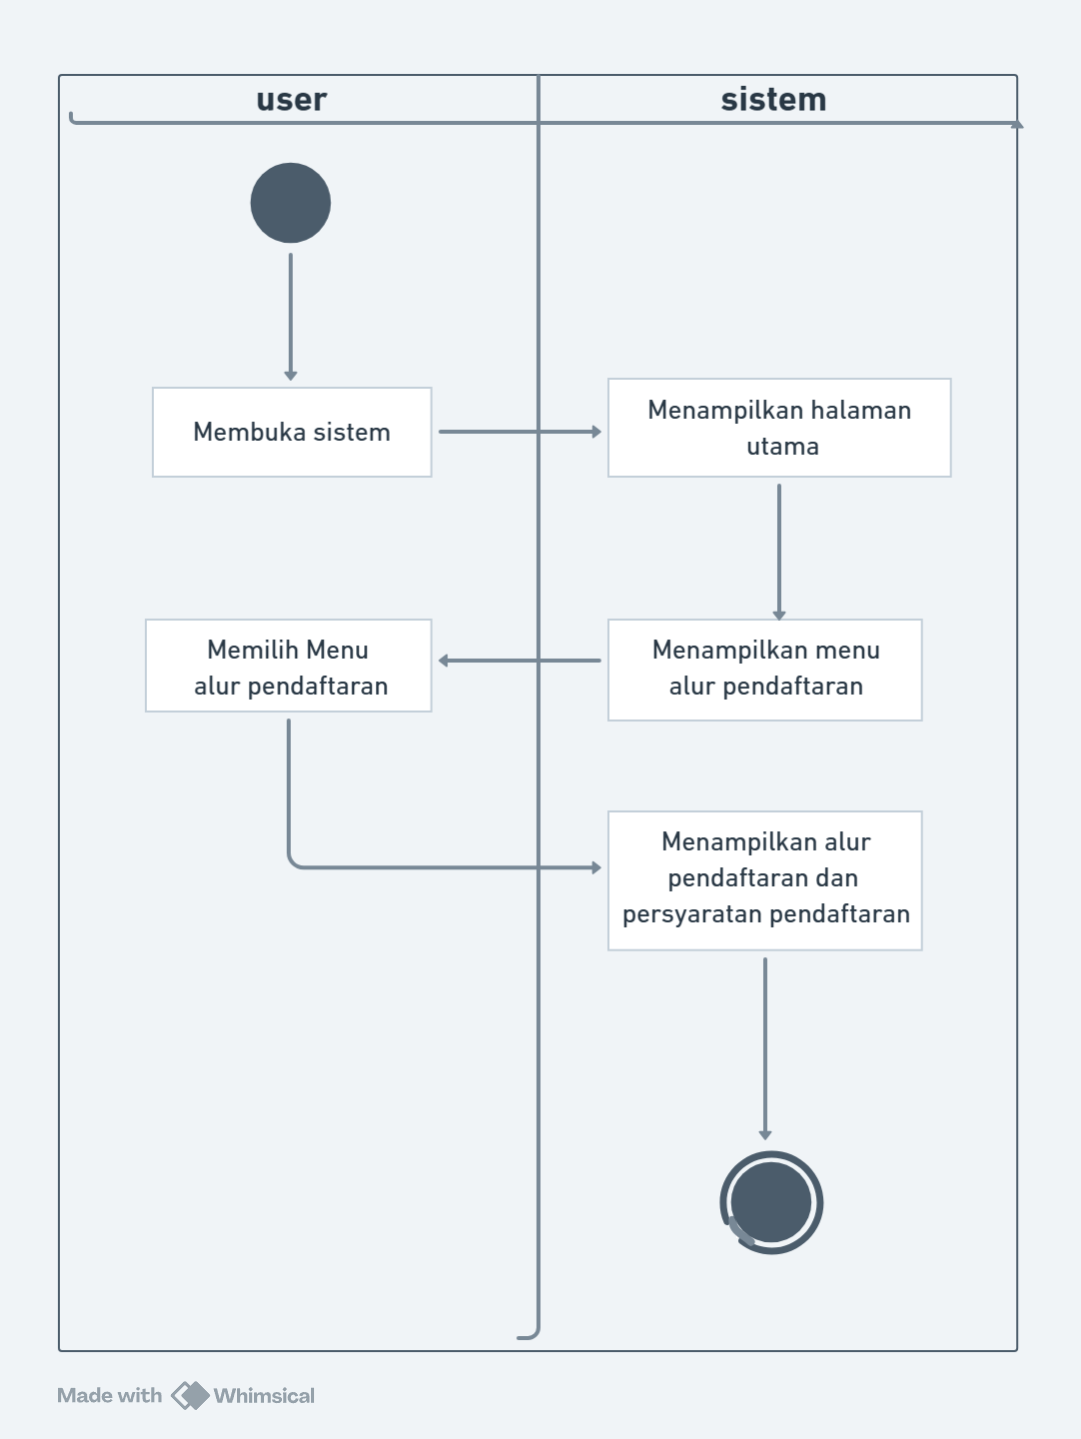 user
sistem
Membuka sistem
Menampilkan halaman
utama
Memilih Menu
alur pendaftaran
Menampilkan menu
alur pendaftaran
Menampilkan alur
pendaftaran dan
persyaratan pendaftaran
Made with Whimsical